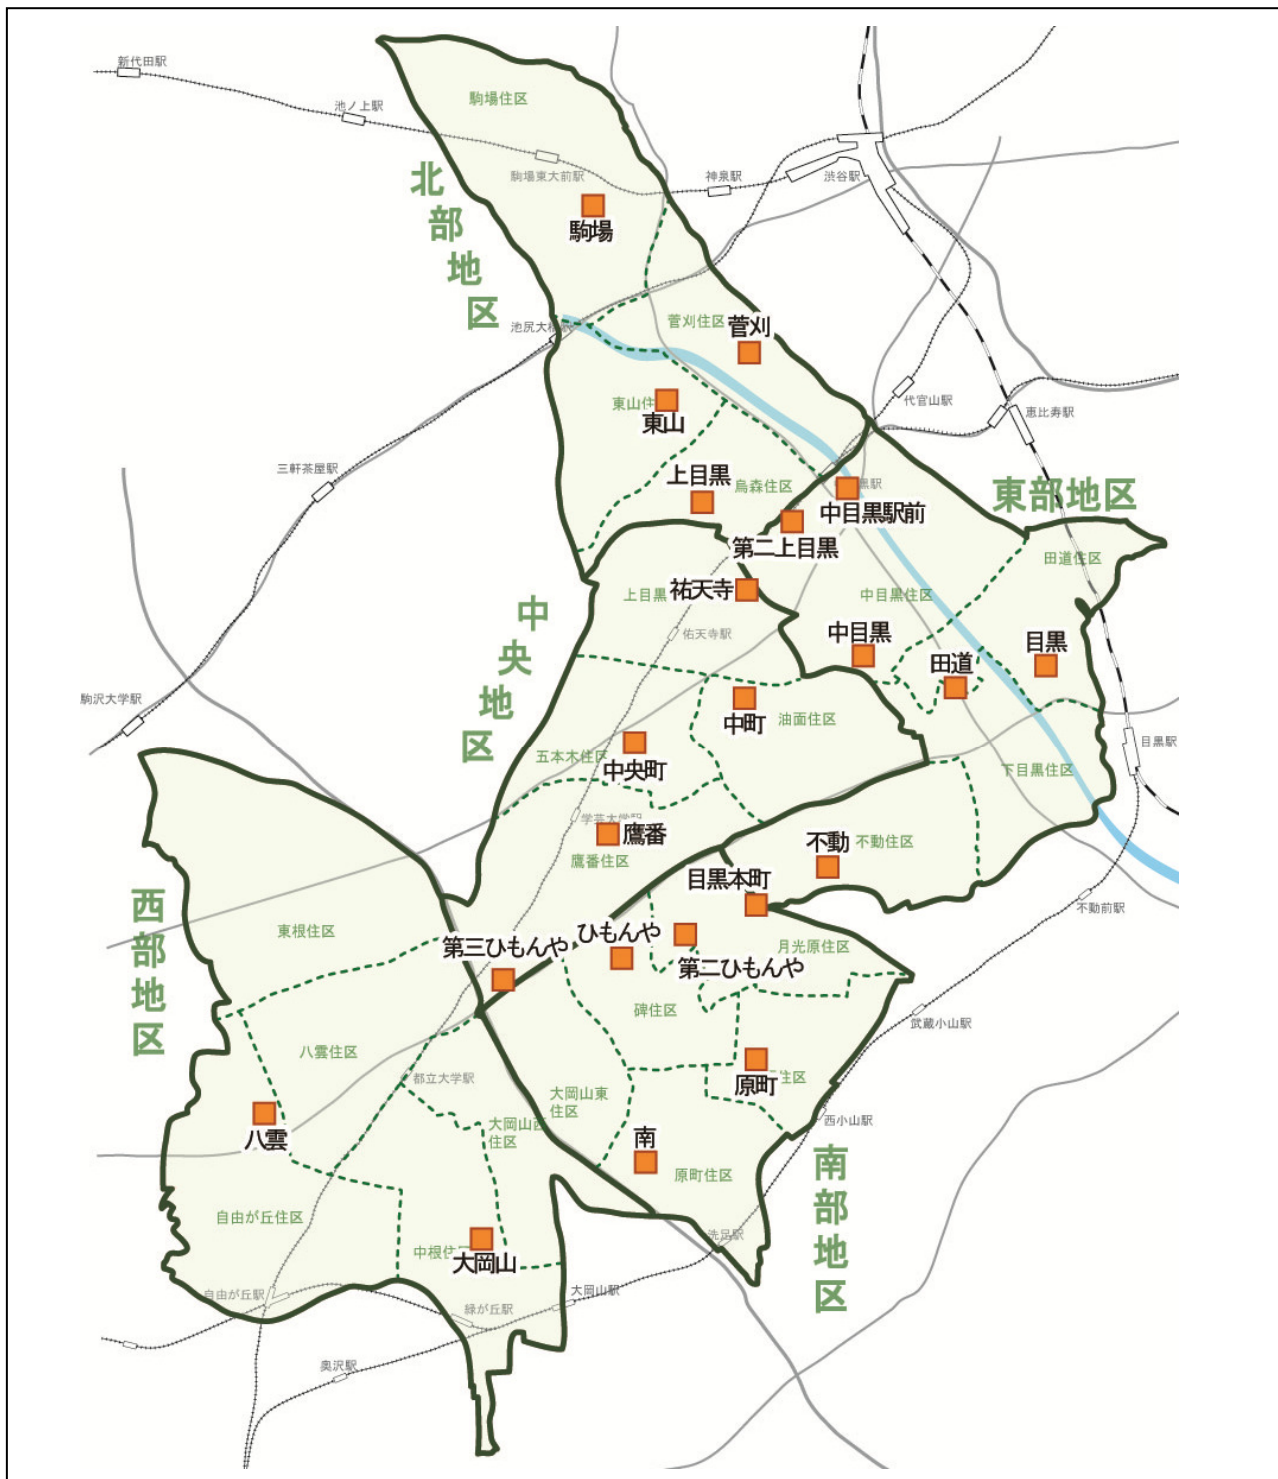 新代田駅
池ノ上駅
駒場住区
駒場東大前駅
神泉駅
渋谷駅
北部地区
駒場
池尻大橋
菅刈住区
菅刈
代官山駅
恵比寿駅
東山住
東山
三軒茶屋駅
上目黒
烏森住区
黒駅
中目黒駅前
第二上目黒
東部地区
田道住区
上目黒
祐天寺
中目黒住区
佑天寺駅
中目黒
田道
目黒
中央地区
駒沢大学駅
中町
油面住区
目黒駅
五本木住区
中央町
下目黒住区
学芸大学駅
鷹番
鷹番住区
不動
不動住区
目黒本町
不動前駅
西部地区
東根住区
第三ひもんや
ひもんや
第二ひもんや
月光原住区
碑住区
武蔵小山駅
八雲住区
都立大学駅
大岡山東
住区
原町
住区
大岡山西
住区
西小山駅
八雲
南
原町住区
南部地区
自由が丘住区
中根住
大岡山
洗足駅
自由が丘駅
緑が丘駅
大岡山駅
奥沢駅